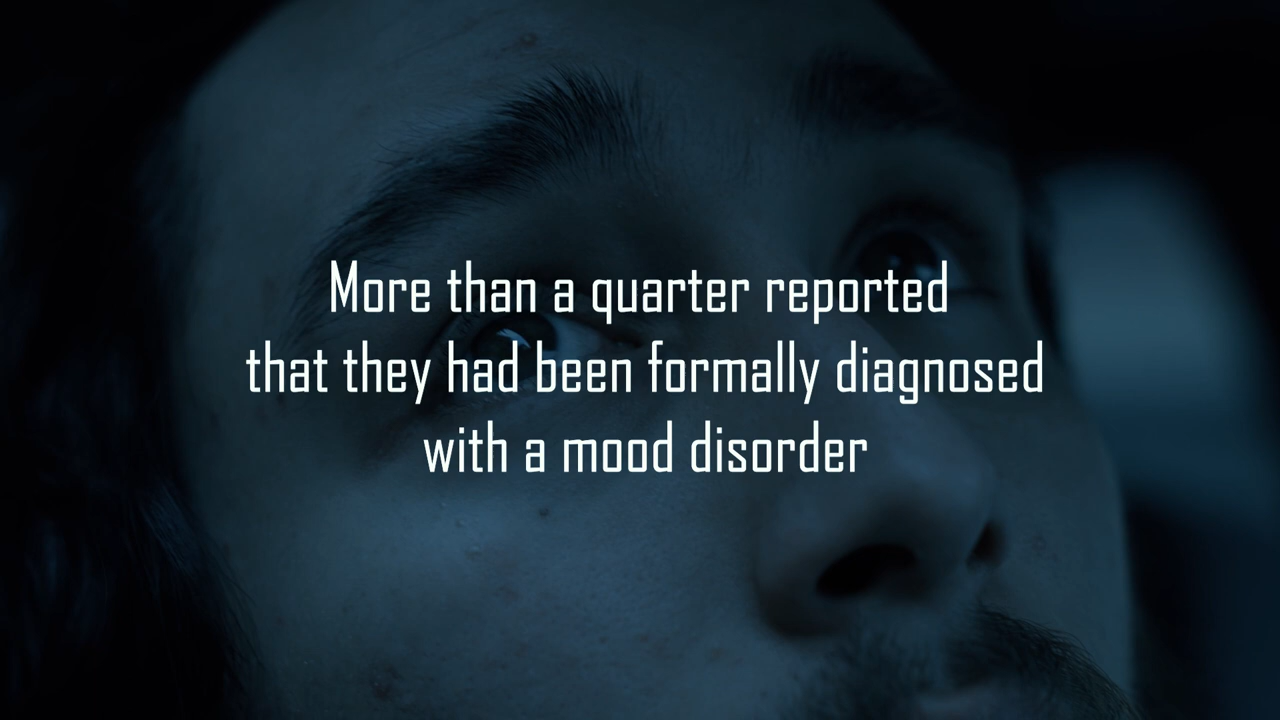 More than a quarter reported
that they had been formally diagnosed
with a mood disorder